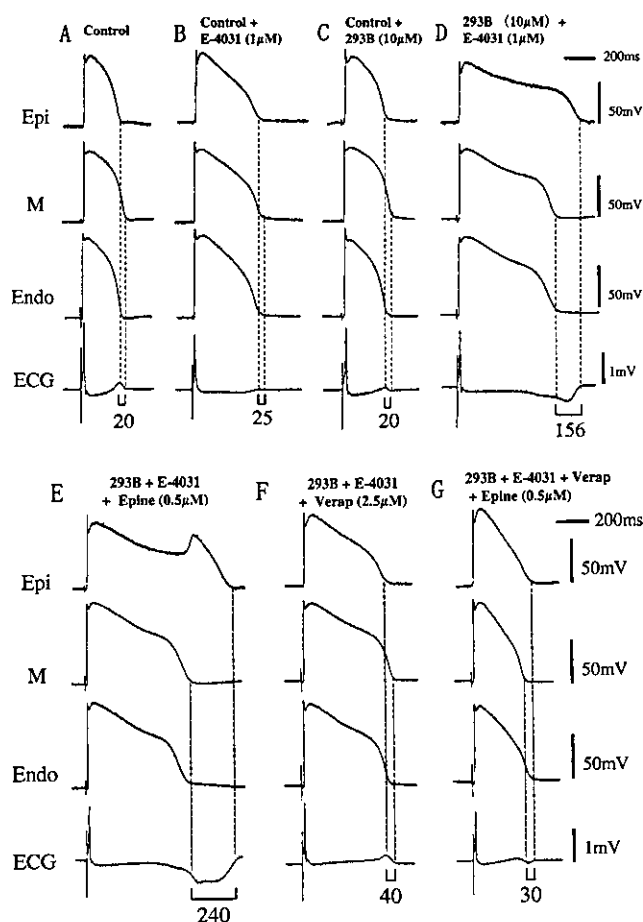 A Control
B Control + E-4031 (1µM)
C Control + 293B (10µM)
D 293B (10µM) + E-4031 (1µM)
200ms
Epi
50mV
M
50mV
Endo
50mV
ECG
1mV
20
25
20
156
E 293B + E-4031 + Epine (0.5µM)
F 293B + E-4031 + Verap (2.5µM)
G 293B + E-4031 + Verap + Epine (0.5µM)
200ms
Epi
50mV
M
50mV
Endo
50mV
ECG
1mV
240
40
30